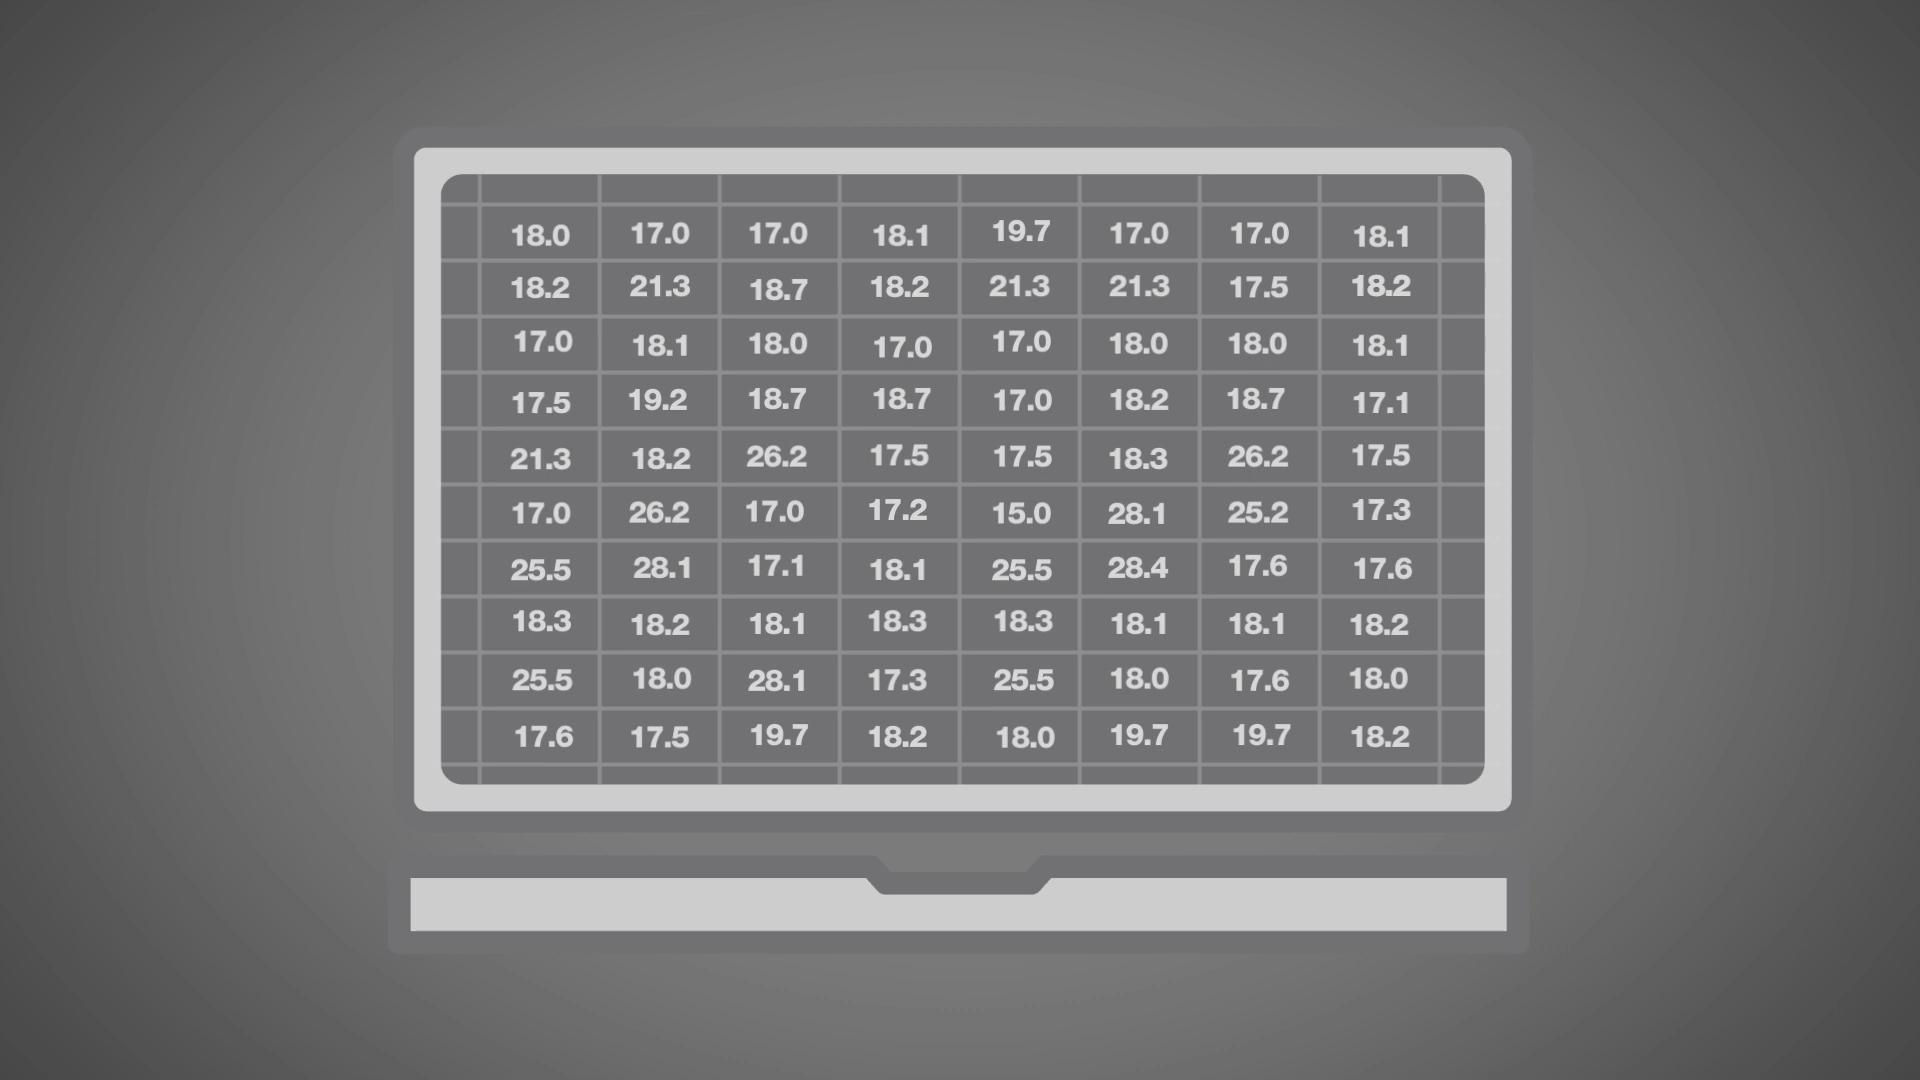 18.0 17.0 17.0 18.1 19.7 17.0 17.0 18.1
18.2 21.3 18.7 18.2 21.3 21.3 17.5 18.2
17.0 18.1 18.0 17.0 17.0 18.0 18.0 18.1
17.5 19.2 18.7 18.7 17.0 18.2 18.7 17.1
21.3 18.2 26.2 17.5 17.5 18.3 26.2 17.5
17.0 26.2 17.0 17.2 15.0 28.1 25.2 17.3
25.5 28.1 17.1 18.1 25.5 28.4 17.6 17.6
18.3 18.2 18.1 18.3 18.3 18.1 18.1 18.2
25.5 18.0 28.1 17.3 25.5 18.0 17.6 18.0
17.6 17.5 19.7 18.2 18.0 19.7 19.7 18.2